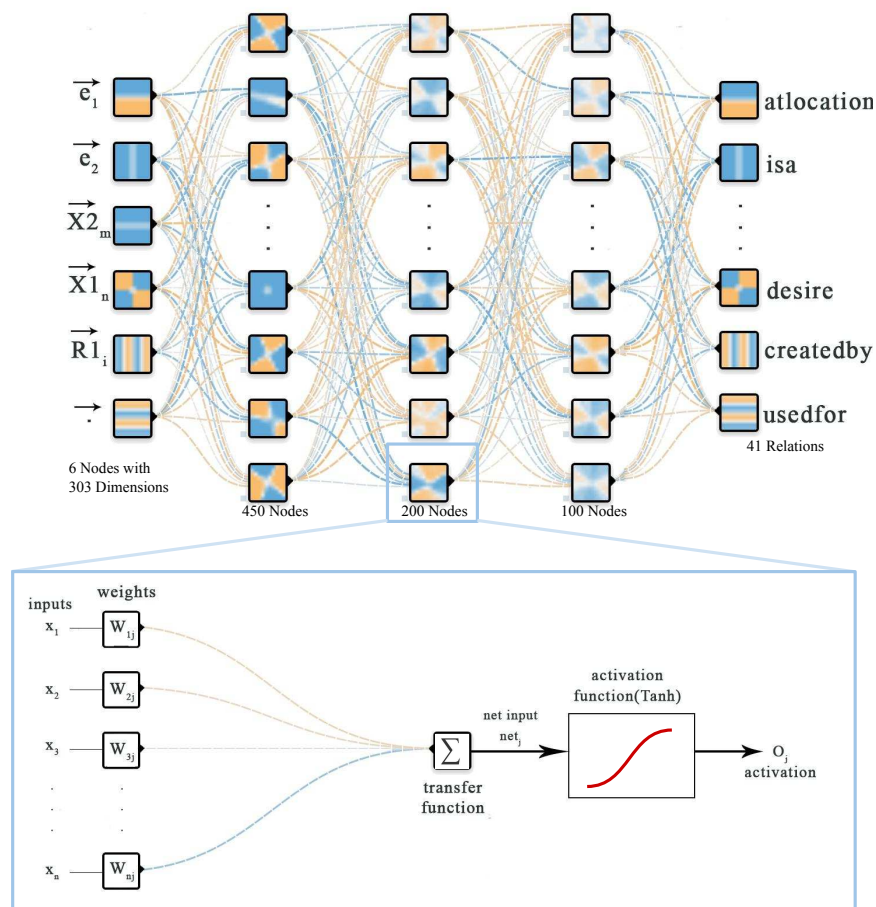 e₁
e₂
X2ₘ
X1ₙ
R1ᵢ
.
6 Nodes with
303 Dimensions
450 Nodes
200 Nodes
100 Nodes
atlocation
isa
desire
createdby
usedfor
41 Relations
inputs
weights
x₁
W₁ⱼ
x₂
W₂ⱼ
x₃
W₃ⱼ
xₙ
Wₙⱼ
∑
transfer
function
net input
netⱼ
activation
function(Tanh)
Oⱼ
activation